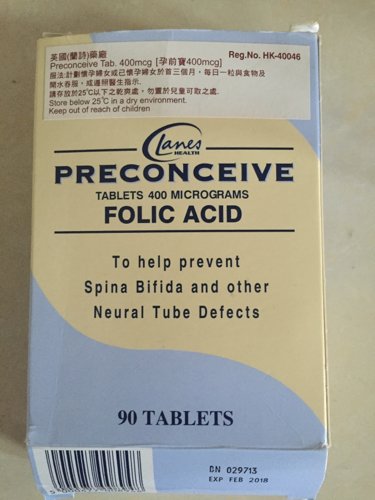 英國(蘭詩)藥廠 Reg.No. HK-40046
Preconceive Tab. 400mcg [孕前寶400mcg]
服法:計劃懷孕婦女或已懷孕婦女於首三個月，每日一粒與食物及
開水吞服，或遵照醫生指示.
請存放於25℃以下之乾爽處，勿置於兒童可取之處.
Store below 25℃ in a dry environment.
Keep out of reach of children
Lanes
HEALTH
PRECONCEIVE
TABLETS 400 MICROGRAMS
FOLIC ACID
To help prevent
Spina Bifida and other
Neural Tube Defects
90 TABLETS
BN 029713
EXP FEB 2018